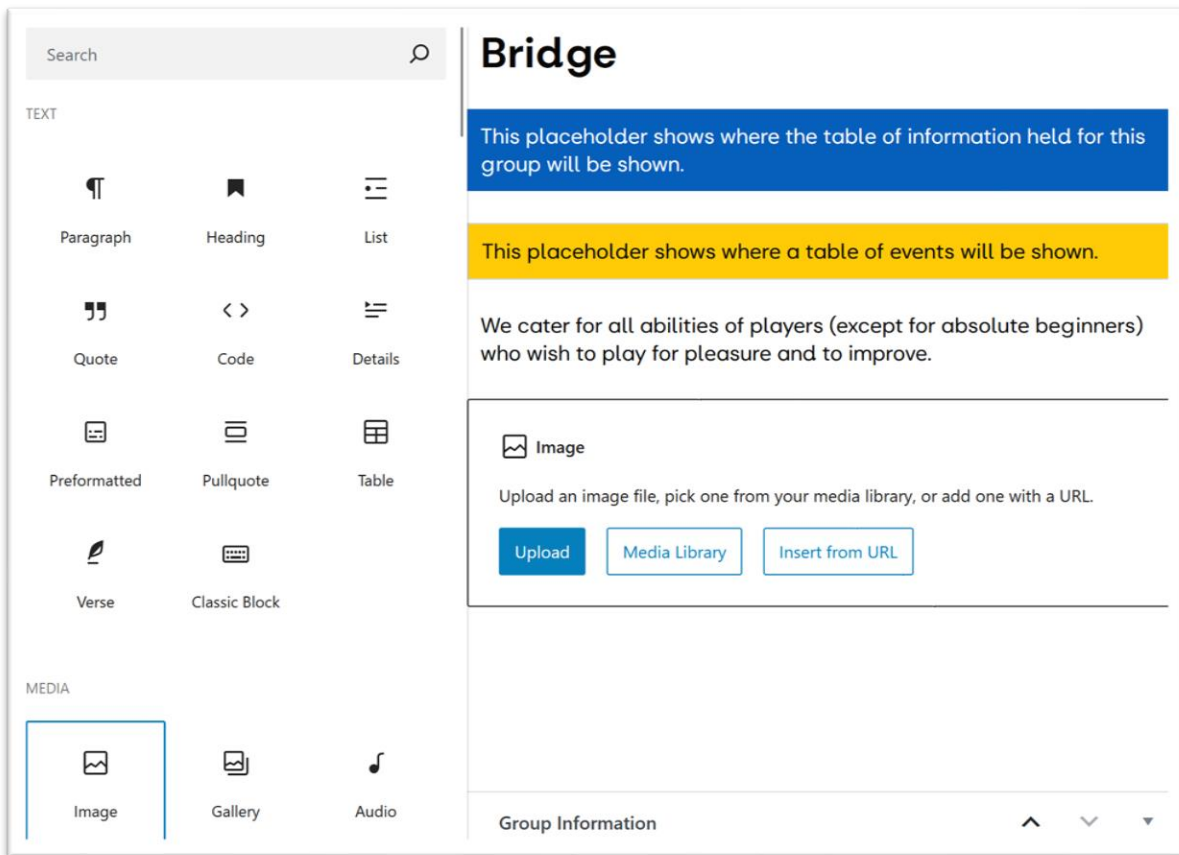 Search
TEXT
Paragraph
Heading
List
Quote
Code
Details
Preformatted
Pullquote
Table
Verse
Classic Block
MEDIA
Image
Gallery
Audio
Bridge
This placeholder shows where the table of information held for this
group will be shown.
This placeholder shows where a table of events will be shown.
We cater for all abilities of players (except for absolute beginners)
who wish to play for pleasure and to improve.
Image
Upload an image file, pick one from your media library, or add one with a URL.
Upload
Media Library
Insert from URL
Group Information